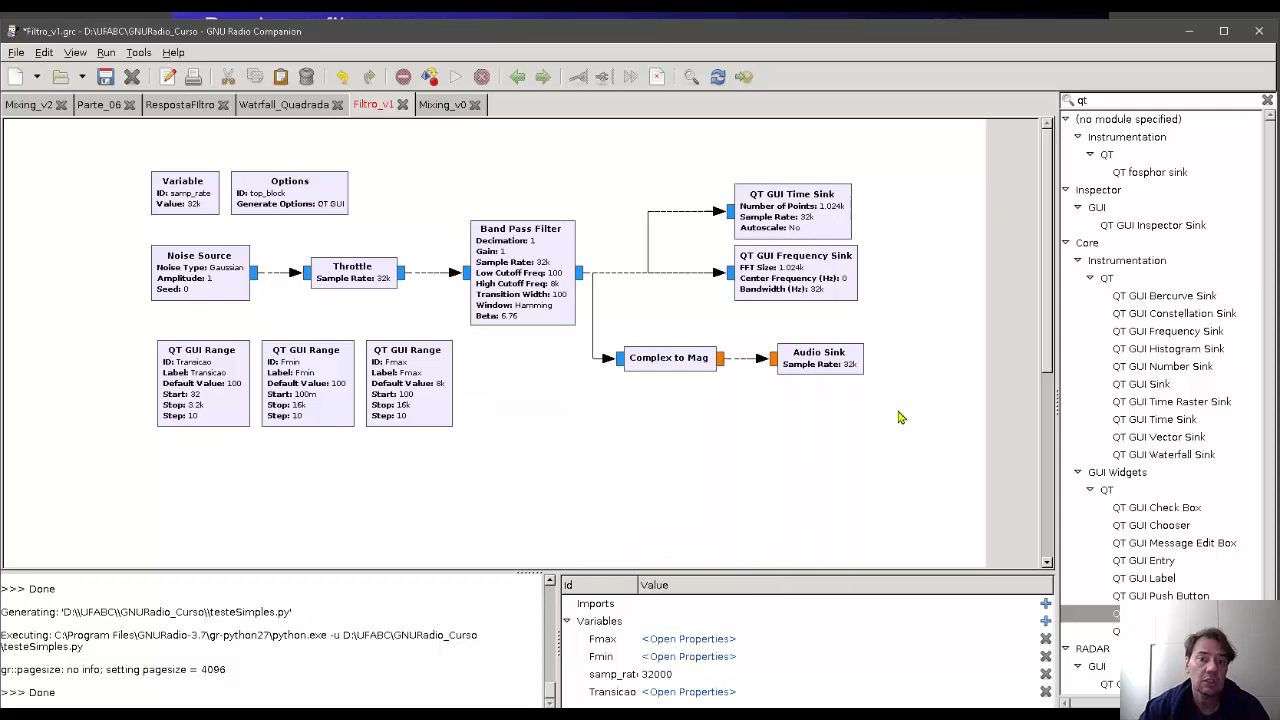 *Filtro_v1.grc - D:\UFABC\GNURadio_Curso - GNU Radio Companion
File Edit View Run Tools Help
Mixing_v2 Parte_06 RespostaFiltro Watrfall_Quadrada Filtro_v1 Mixing_v0
Variable
ID: samp_rate
Value: 32k
Options
ID: top_block
Generate Options: QT GUI
Noise Source
Noise Type: Gaussian
Amplitude: 1
Seed: 0
Throttle
Sample Rate: 32k
Band Pass Filter
Decimation: 1
Gain: 1
Sample Rate: 32k
Low Cutoff Freq: 100
High Cutoff Freq: 8k
Transition Width: 100
Window: Hamming
Beta: 6.76
QT GUI Time Sink
Number of Points: 1.024k
Sample Rate: 32k
Autoscale: No
QT GUI Frequency Sink
FFT Size: 1.024k
Center Frequency (Hz): 0
Bandwidth (Hz): 32k
Complex to Mag
Audio Sink
Sample Rate: 32k
QT GUI Range
ID: Transicao
Label: Transicao
Default Value: 100
Start: 32
Stop: 3.2k
Step: 10
QT GUI Range
ID: Fmin
Label: Fmin
Default Value: 100
Start: 100m
Stop: 16k
Step: 10
QT GUI Range
ID: Fmax
Label: Fmax
Default Value: 8k
Start: 100
Stop: 16k
Step: 10
qt
(no module specified)
Instrumentation
QT
QT fosphor sink
Inspector
GUI
QT GUI Inspector Sink
Core
Instrumentation
QT
QT GUI Bercurve Sink
QT GUI Constellation Sink
QT GUI Frequency Sink
QT GUI Histogram Sink
QT GUI Number Sink
QT GUI Sink
QT GUI Time Raster Sink
QT GUI Time Sink
QT GUI Vector Sink
QT GUI Waterfall Sink
GUI Widgets
QT
QT GUI Check Box
QT GUI Chooser
QT GUI Message Edit Box
QT GUI Entry
QT GUI Label
QT GUI Push Button
RADAR
GUI
>>> Done
Generating: 'D:\\UFABC\\GNURadio_Curso\\testeSimples.py'
Executing: C:\Program Files\GNURadio-3.7\gr-python27\python.exe -u D:\UFABC\GNURadio_Curso
\testeSimples.py
gr::pagesize: no info; setting pagesize = 4096
>>> Done
Id Value
Imports
Variables
Fmax <Open Properties>
Fmin <Open Properties>
samp_rat 32000
Transicao <Open Properties>